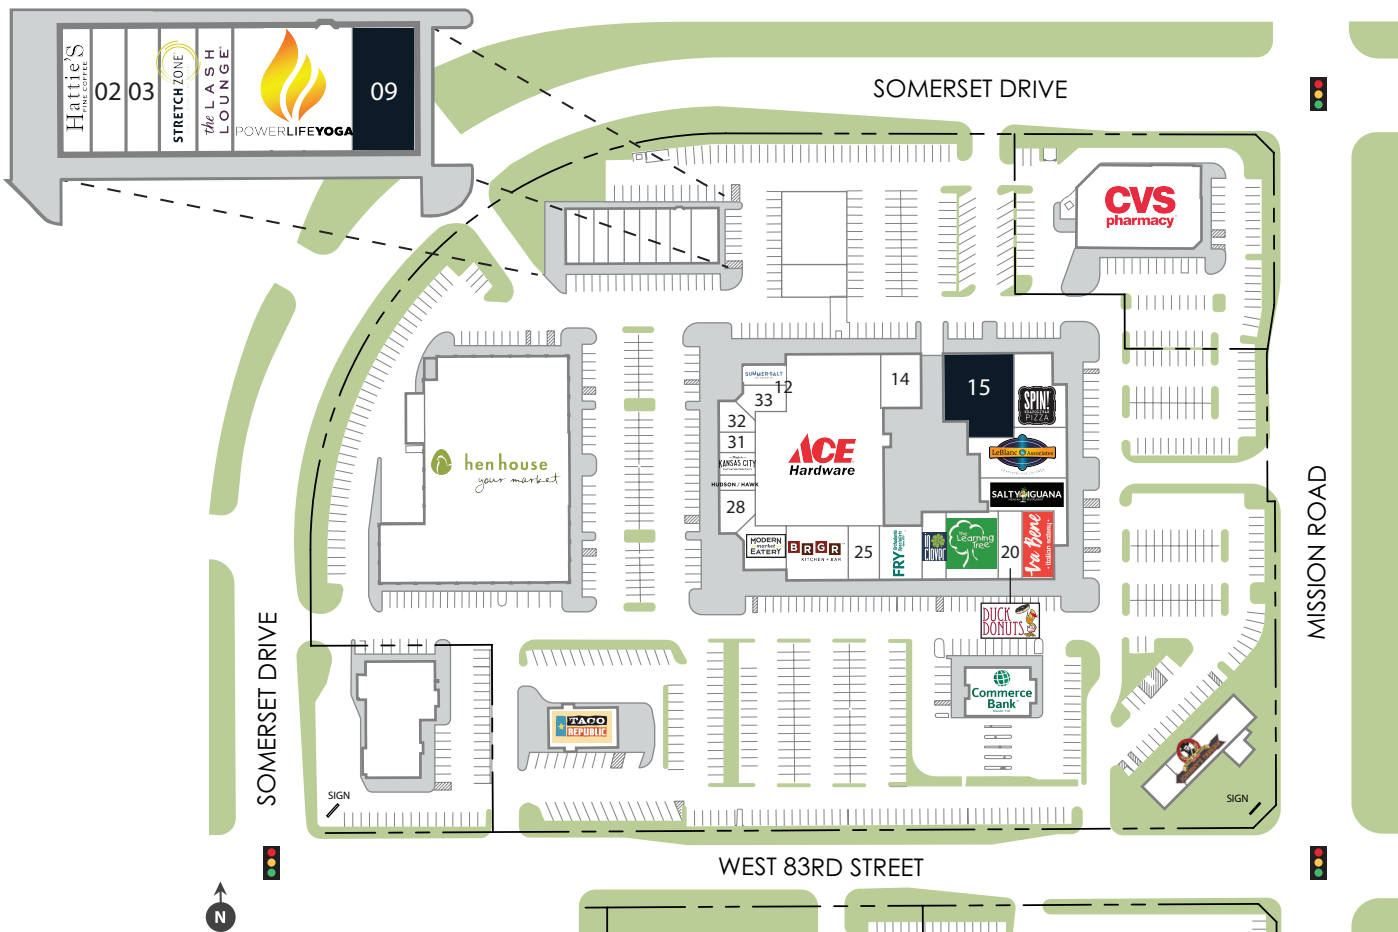 Hattie'S
FINE COFFEE
02
03
STRETCH ZONE
the LASH
LOUNGE
POWERLIFEYOGA
09
SOMERSET DRIVE
CVS
pharmacy
SUMMERSALT
12
33
32
31
KANSAS CITY
HUDSON / HAWK
28
14
15
ACE
Hardware
SPIN!
PIZZA
LeBlanc & Associates
SALTY IGUANA
hen house
your market
MODERN
market
EATERY
BRGR
KITCHEN + BAR
25
FRY
in
clover
the
Learning
Tree
20
Va Bene
italian eatery
DUCK
DONUTS
MISSION ROAD
SOMERSET DRIVE
Commerce
Bank
TACO
REPUBLIC
SIGN
SIGN
WEST 83RD STREET
N